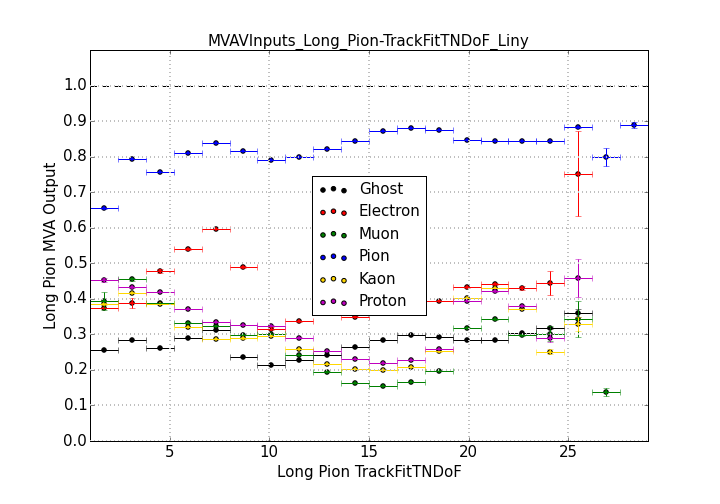 MVAVInputs_Long_Pion-TrackFitTNDoF_Liny
1.0
0.9
0.8
0.7
0.6
0.5
0.4
0.3
0.2
0.1
0.0
Long Pion MVA Output
Ghost
Electron
Muon
Pion
Kaon
Proton
5 10 15 20 25
Long Pion TrackFitTNDoF